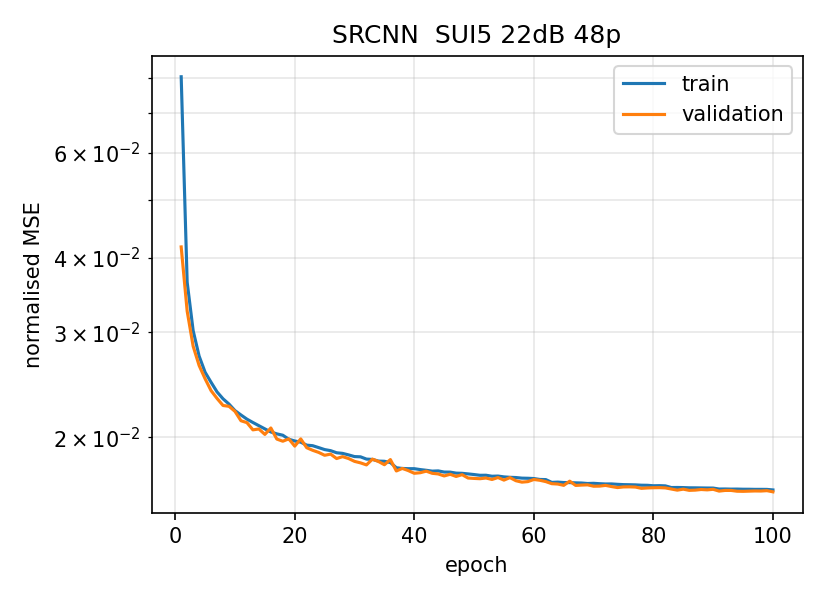 SRCNN  SUI5 22dB 48p
train
validation
normalised MSE
6 × 10⁻²
4 × 10⁻²
3 × 10⁻²
2 × 10⁻²
0 20 40 60 80 100
epoch